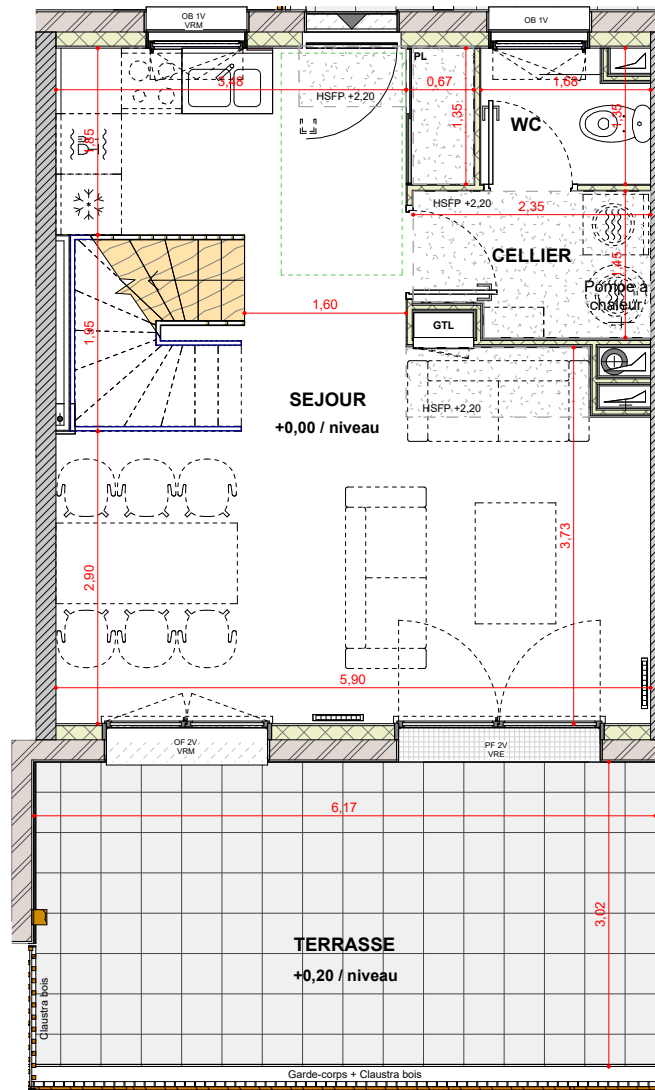 OB 1V
VRM
OB 1V
PL
3,48
0,67
1,68
HSFP +2,20
WC
1,35
1,35
1,85
HSFP +2,20
2,35
CELLIER
1,45
Pompe à
chaleur
1,60
GTL
1,95
SEJOUR
HSFP +2,20
+0,00 / niveau
3,73
2,90
5,90
OF 2V
VRM
PF 2V
VRE
6,17
3,02
TERRASSE
+0,20 / niveau
Claustra bois
Garde-corps + Claustra bois